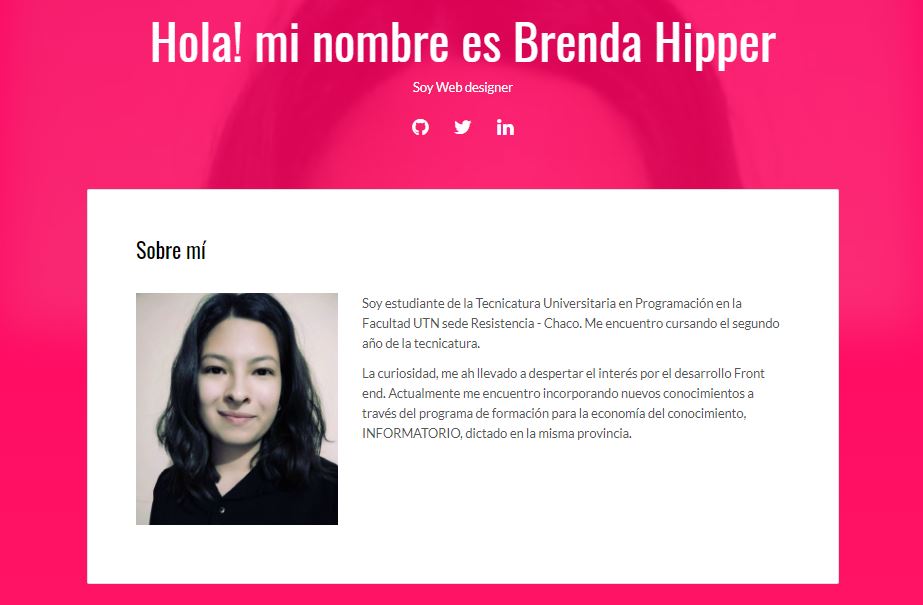 Hola! mi nombre es Brenda Hipper
Soy Web designer
Sobre mí
Soy estudiante de la Tecnicatura Universitaria en Programación en la
Facultad UTN sede Resistencia - Chaco. Me encuentro cursando el segundo
año de la tecnicatura.
La curiosidad, me ah llevado a despertar el interés por el desarrollo Front
end. Actualmente me encuentro incorporando nuevos conocimientos a
través del programa de formación para la economía del conocimiento,
INFORMATORIO, dictado en la misma provincia.